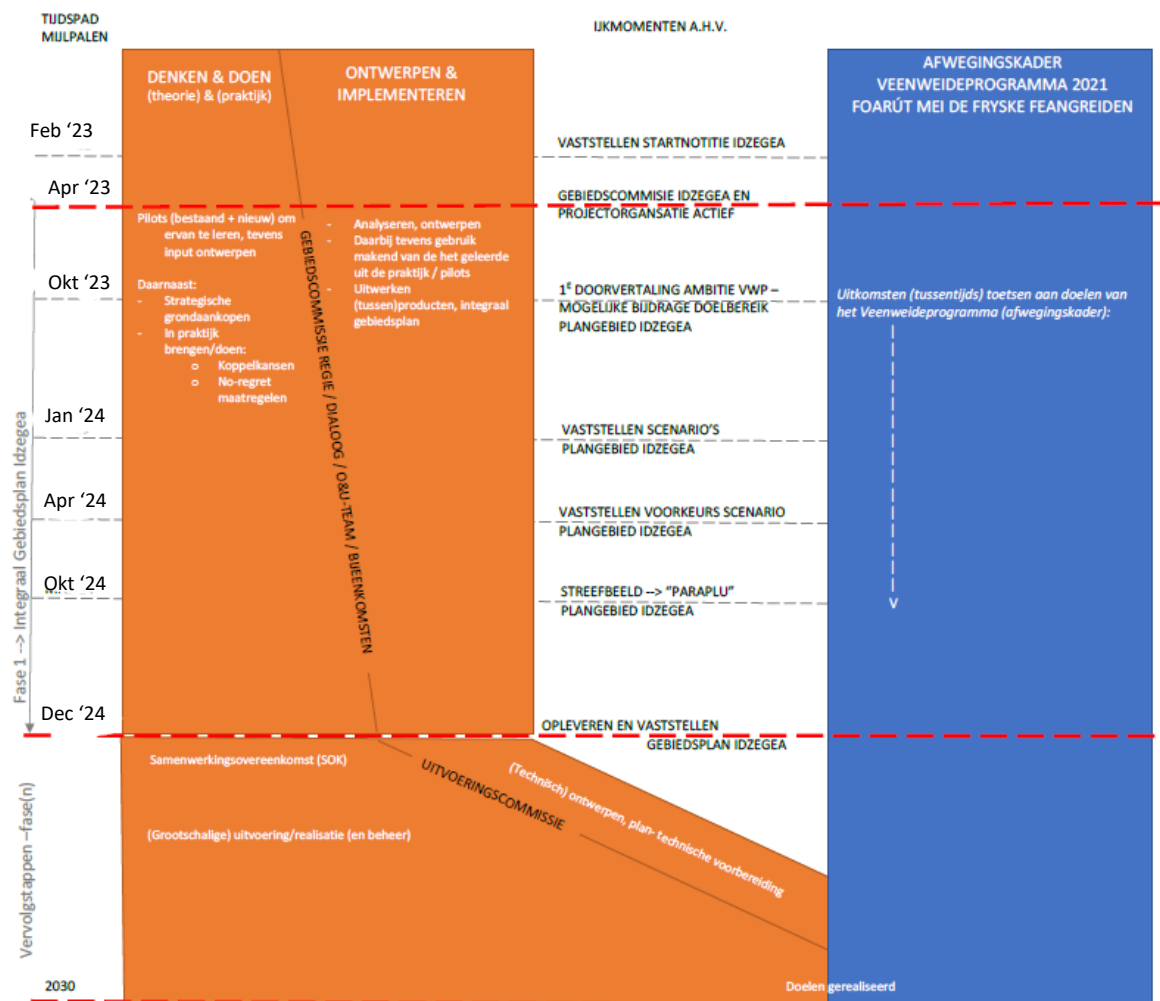 TIJDSPAD
MIJLPALEN
IJKMOMENTEN A.H.V.
DENKEN & DOEN
(theorie) & (praktijk)
ONTWERPEN &
IMPLEMENTEREN
AFWEGINGSKADER
VEENWEIDEPROGRAMMA 2021
FOARÚT MEI DE FRYSKE FEANGREIDEN
Feb ‘23
VASTSTELLEN STARTNOTITIE IDZEGEA
Apr ‘23
GEBIEDSCOMMISIE IDZEGEA EN
PROJECTORGANSATIE ACTIEF
Pilots (bestaand + nieuw) om
ervan te leren, tevens
input ontwerpen
Daarnaast:
- Strategische
grondaankopen
- In praktijk
brengen/doen:
o Koppelkansen
o No-regret
maatregelen
- Analyseren, ontwerpen
- Daarbij tevens gebruik
makend van de het geleerde
uit de praktijk / pilots
- Uitwerken
(tussen)producten, integraal
gebiedsplan
GEBIEDSCOMMISSIE REGIE / DIALOOG / O&U-TEAM / BIJEENKOMSTEN
Okt ‘23
1E DOORVERTALING AMBITIE VWP –
MOGELIJKE BIJDRAGE DOELBEREIK
PLANGEBIED IDZEGEA
Uitkomsten (tussentijds) toetsen aan doelen van
het Veenweideprogramma (afwegingskader):
Jan ‘24
VASTSTELLEN SCENARIO’S
PLANGEBIED IDZEGEA
Apr ‘24
VASTSTELLEN VOORKEURS SCENARIO
PLANGEBIED IDZEGEA
Okt ‘24
STREEFBEELD --> “PARAPLU”
PLANGEBIED IDZEGEA
Fase 1 --> Integraal Gebiedsplan Idzegea
Dec ‘24
OPLEVEREN EN VASTSTELLEN
GEBIEDSPLAN IDZEGEA
Samenwerkingsovereenkomst (SOK)
UITVOERINGSCOMMISSIE
(Technisch) ontwerpen, plan- technische
voorbereiding
(Grootschalige) uitvoering/realisatie (en beheer)
Vervolgstappen –fase(n)
2030
Doelen gerealiseerd